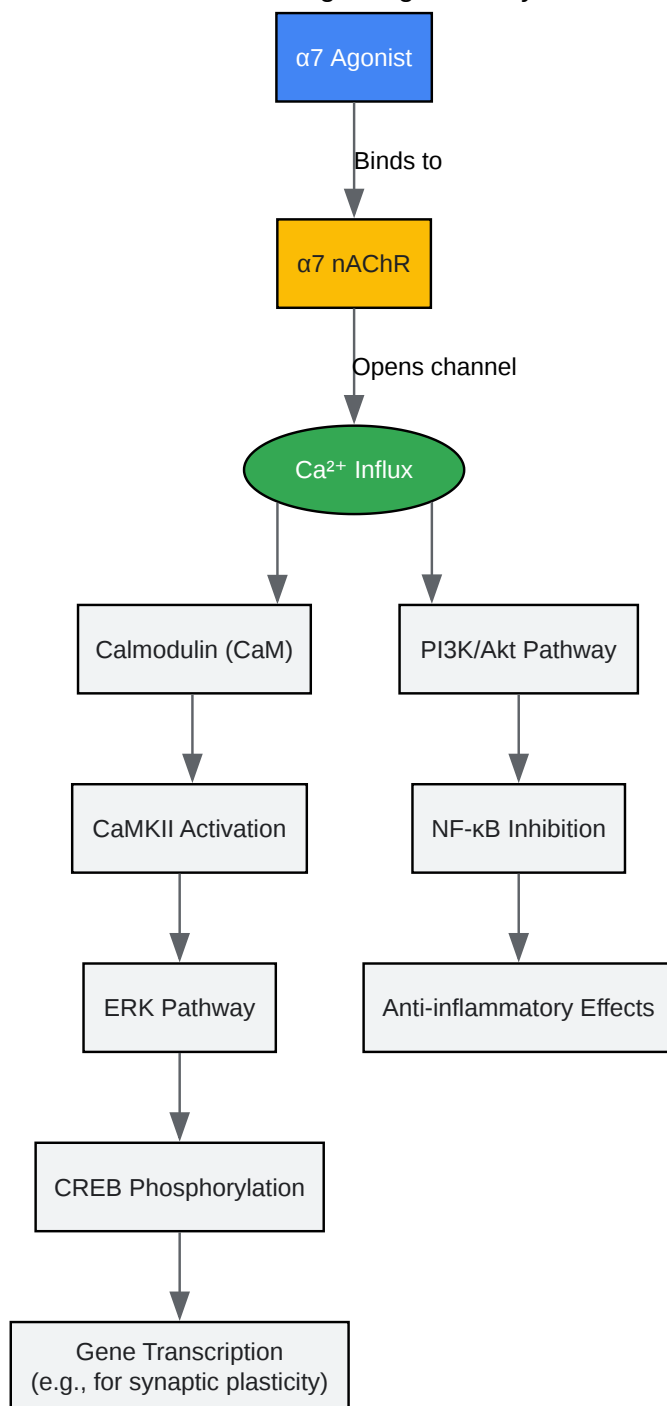 α7 Agonist
Binds to
α7 nAChR
Opens channel
Ca²⁺ Influx
Calmodulin (CaM)
PI3K/Akt Pathway
CaMKII Activation
NF-κB Inhibition
ERK Pathway
Anti-inflammatory Effects
CREB Phosphorylation
Gene Transcription
(e.g., for synaptic plasticity)